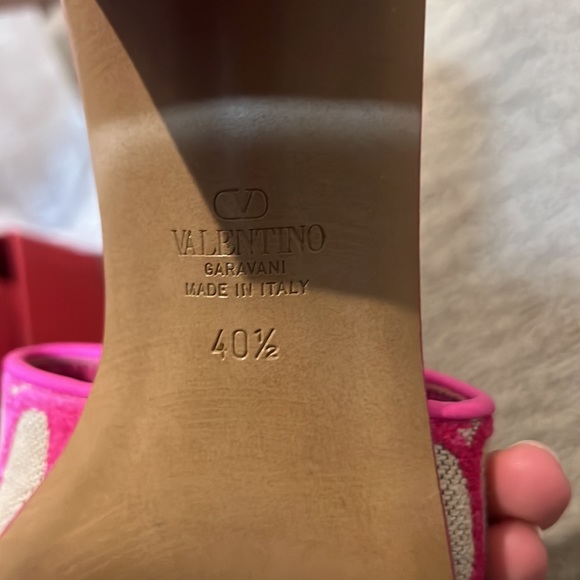 V
VALENTINO
GARAVANI
MADE IN ITALY
40½